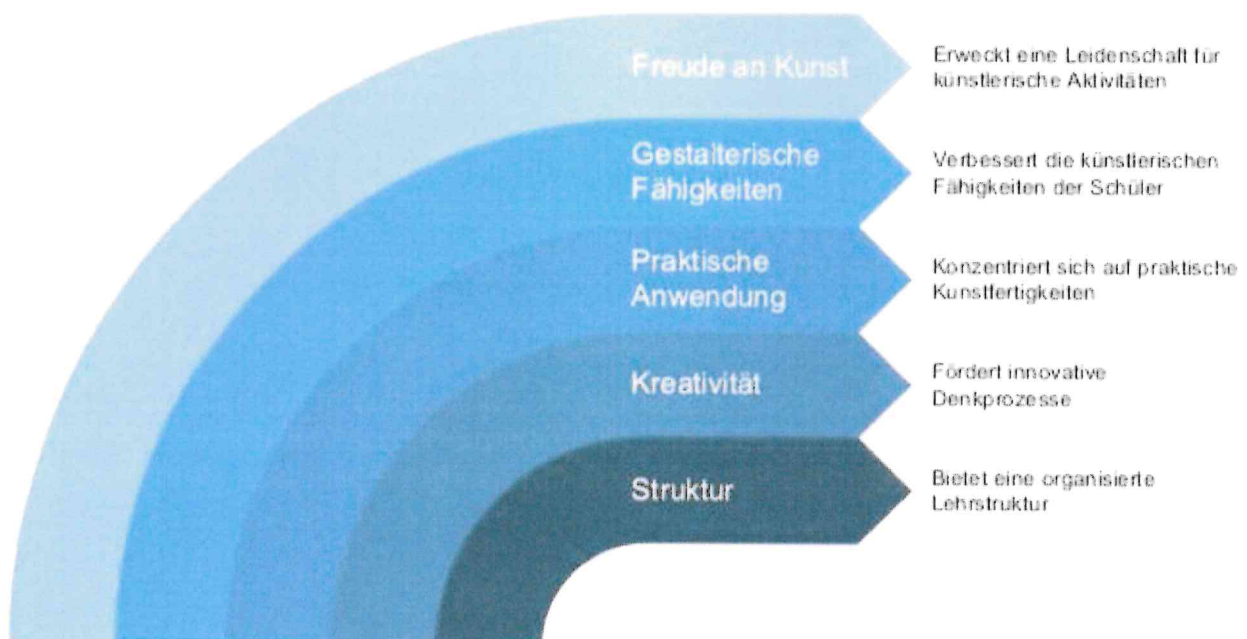 Freude an Kunst
Erweckt eine Leidenschaft für
künstlerische Aktivitäten
Gestalterische
Fähigkeiten
Verbessert die künstlerischen
Fähigkeiten der Schüler
Praktische
Anwendung
Konzentriert sich auf praktische
Kunstfertigkeiten
Kreativität
Fördert innovative
Denkprozesse
Struktur
Bietet eine organisierte
Lehrstruktur